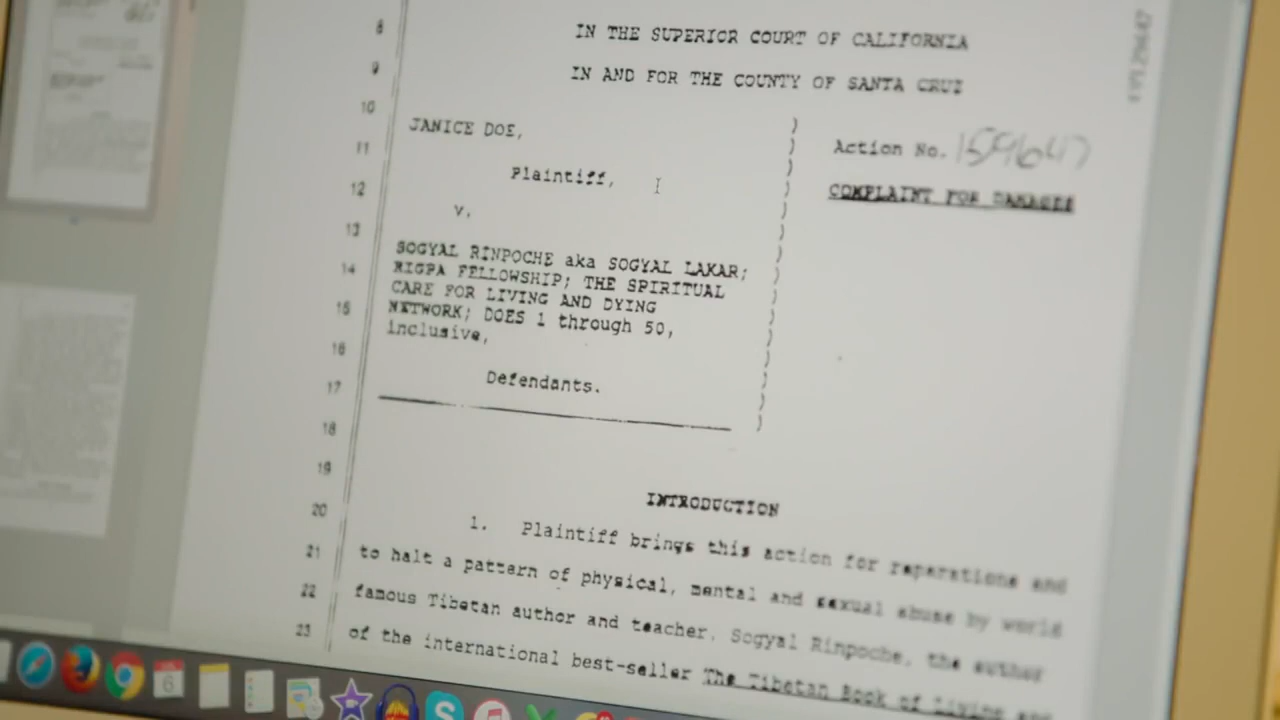 8
IN THE SUPERIOR COURT OF CALIFORNIA
9
IN AND FOR THE COUNTY OF SANTA CRUZ
10
JANICE DOE,
11
Plaintiff,
12
v.
13
SOGYAL RINPOCHE aka SOGYAL LAKAR;
14
RIGPA FELLOWSHIP; THE SPIRITUAL
CARE FOR LIVING AND DYING
15
NETWORK; DOES 1 through 50,
inclusive,
16
Defendants.
17
18
Action No. 159647
COMPLAINT FOR DAMAGES
19
INTRODUCTION
20
1. Plaintiff brings this action for reparations and
21
to halt a pattern of physical, mental and sexual abuse by world
22
famous Tibetan author and teacher, Sogyal Rinpoche, the author
23
of the international best-seller The Tibetan Book of Living and
6